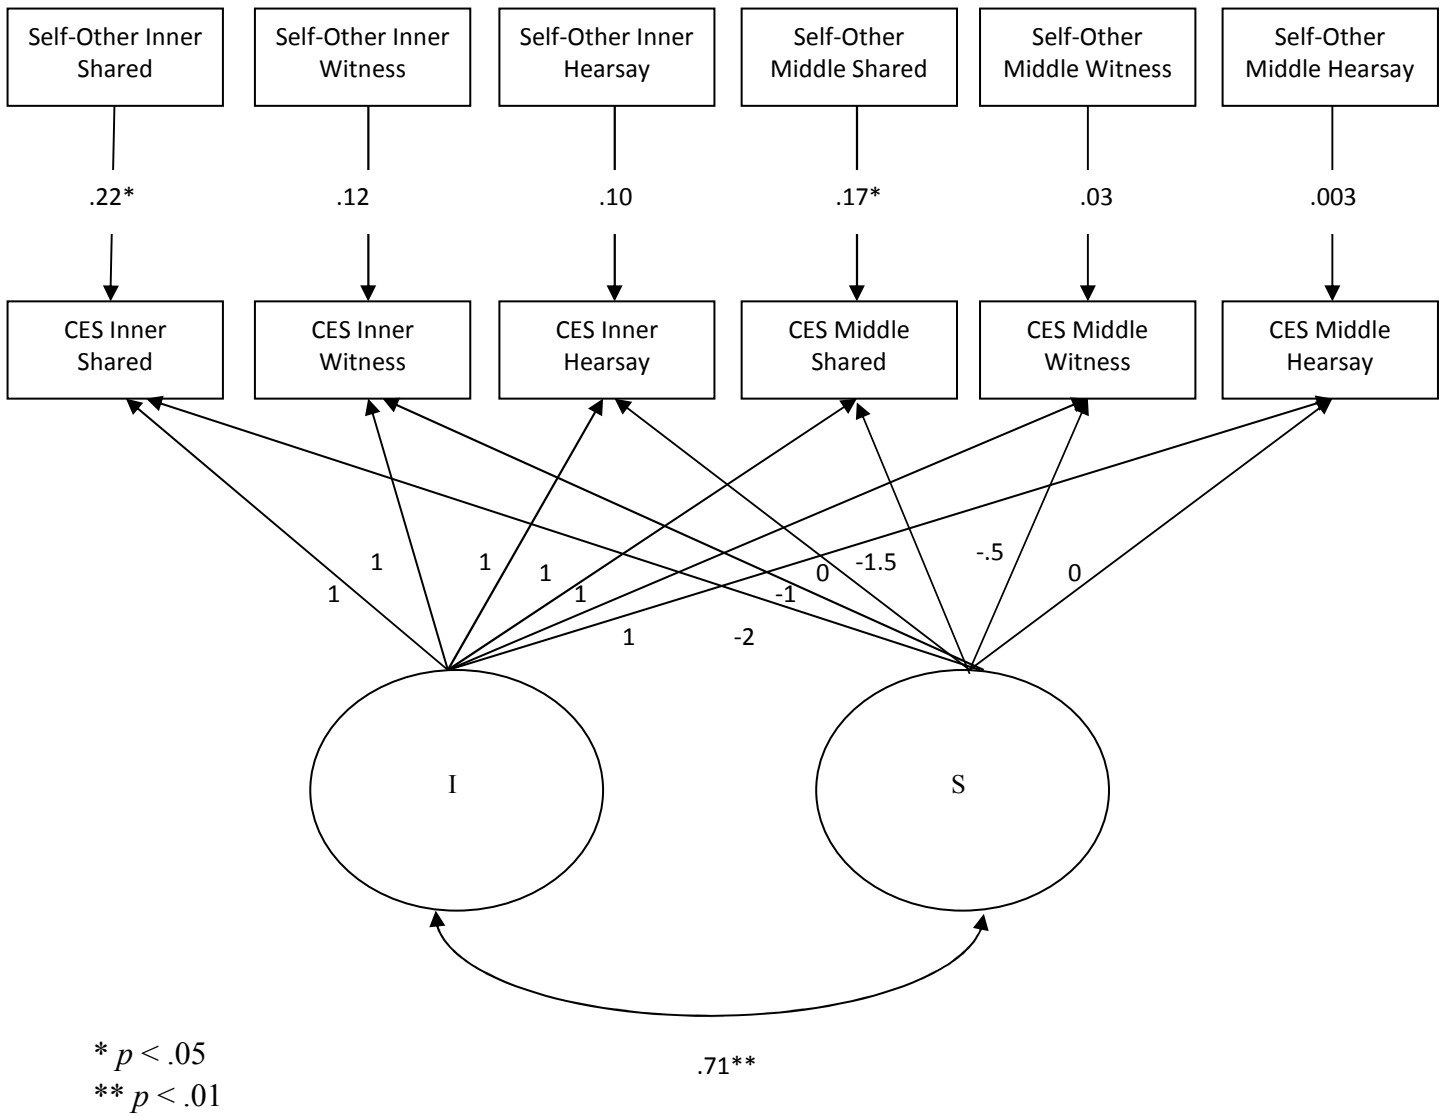 Self-Other Inner
Shared
Self-Other Inner
Witness
Self-Other Inner
Hearsay
Self-Other
Middle Shared
Self-Other
Middle Witness
Self-Other
Middle Hearsay
.22*
.12
.10
.17*
.03
.003
CES Inner
Shared
CES Inner
Witness
CES Inner
Hearsay
CES Middle
Shared
CES Middle
Witness
CES Middle
Hearsay
1
1
1
1
1
1
-2
-1
0
-1.5
-.5
0
I
S
.71**
* p < .05
** p < .01